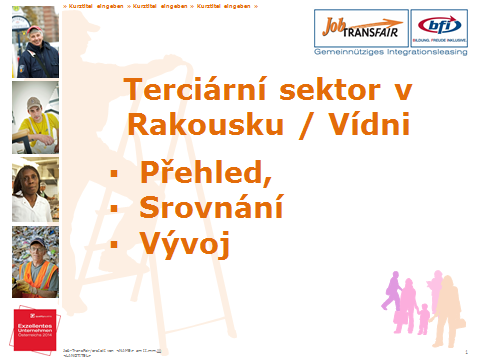 » Kurztitel eingeben » Kurztitel eingeben » Kurztitel eingeben »
Job
TRANSFAIR
bfi
BILDUNG. FREUDE INKLUSIVE.
Gemeinnütziges Integrationsleasing
Terciární sektor v
Rakousku / Vídni
▪ Přehled,
▪ Srovnání
▪ Vývoj
Exzellentes
Unternehmen
Österreichs 2014
1